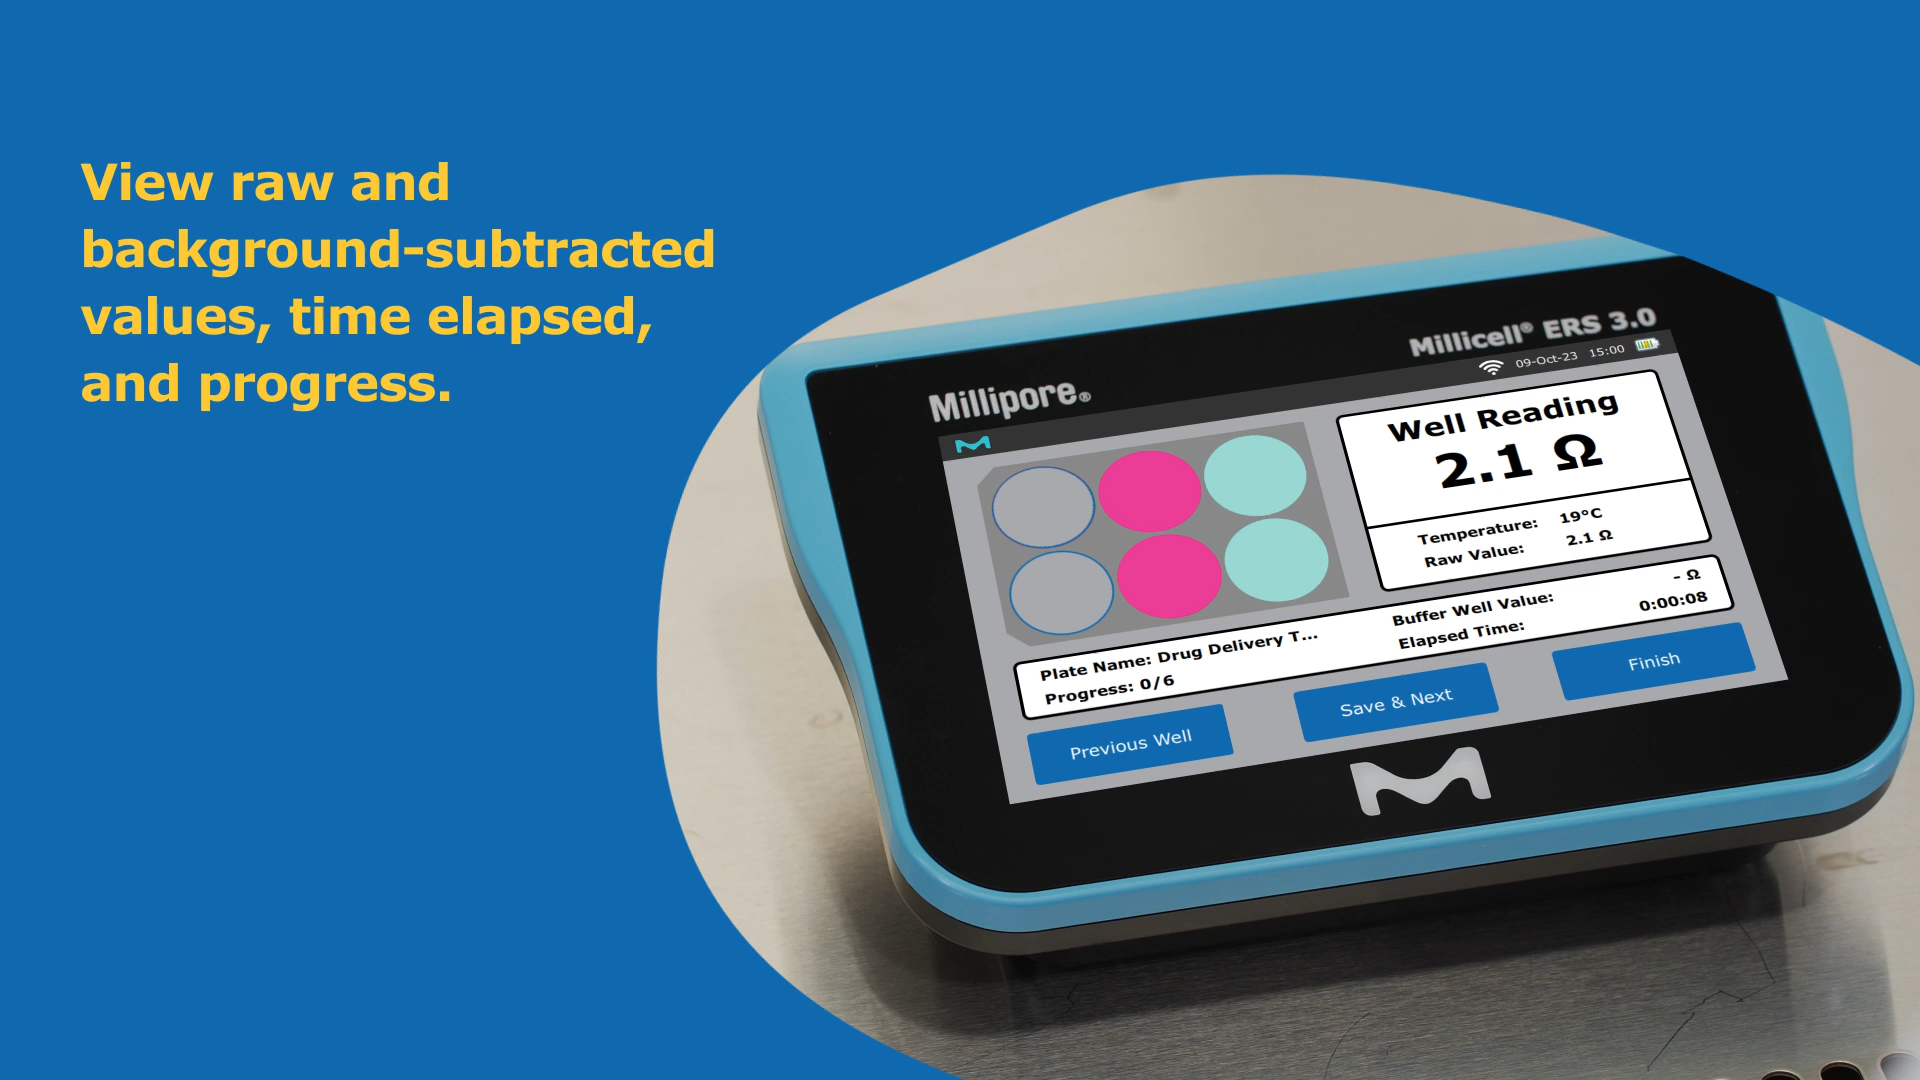 View raw and
background-subtracted
values, time elapsed,
and progress.
Millipore®
Millicell® ERS 3.0
09-Oct-23 15:00
Well Reading
2.1 Ω
Temperature: 19°C
Raw Value: 2.1 Ω
Plate Name: Drug Delivery T...
Progress: 0/6
Buffer Well Value: - Ω
Elapsed Time: 0:00:08
Previous Well
Save & Next
Finish